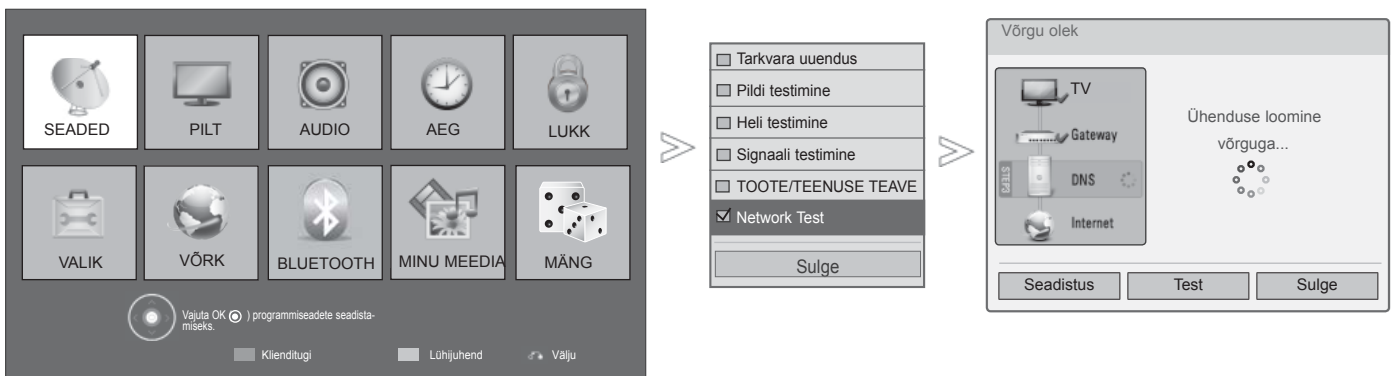 SEADED PILT AUDIO AEG LUKK
VALIK VÕRK BLUETOOTH MINU MEEDIA MÄNG
Vajuta OK ( ) programmiseadete seadista-
miseks.
Klienditugi Lühijuhend Välju
Tarkvara uuendus
Pildi testimine
Heli testimine
Signaali testimine
TOOTE/TEENUSE TEAVE
Network Test
Sulge
Võrgu olek
TV
Gateway
STEP3
DNS
Internet
Ühenduse loomine
võrguga...
Seadistus Test Sulge